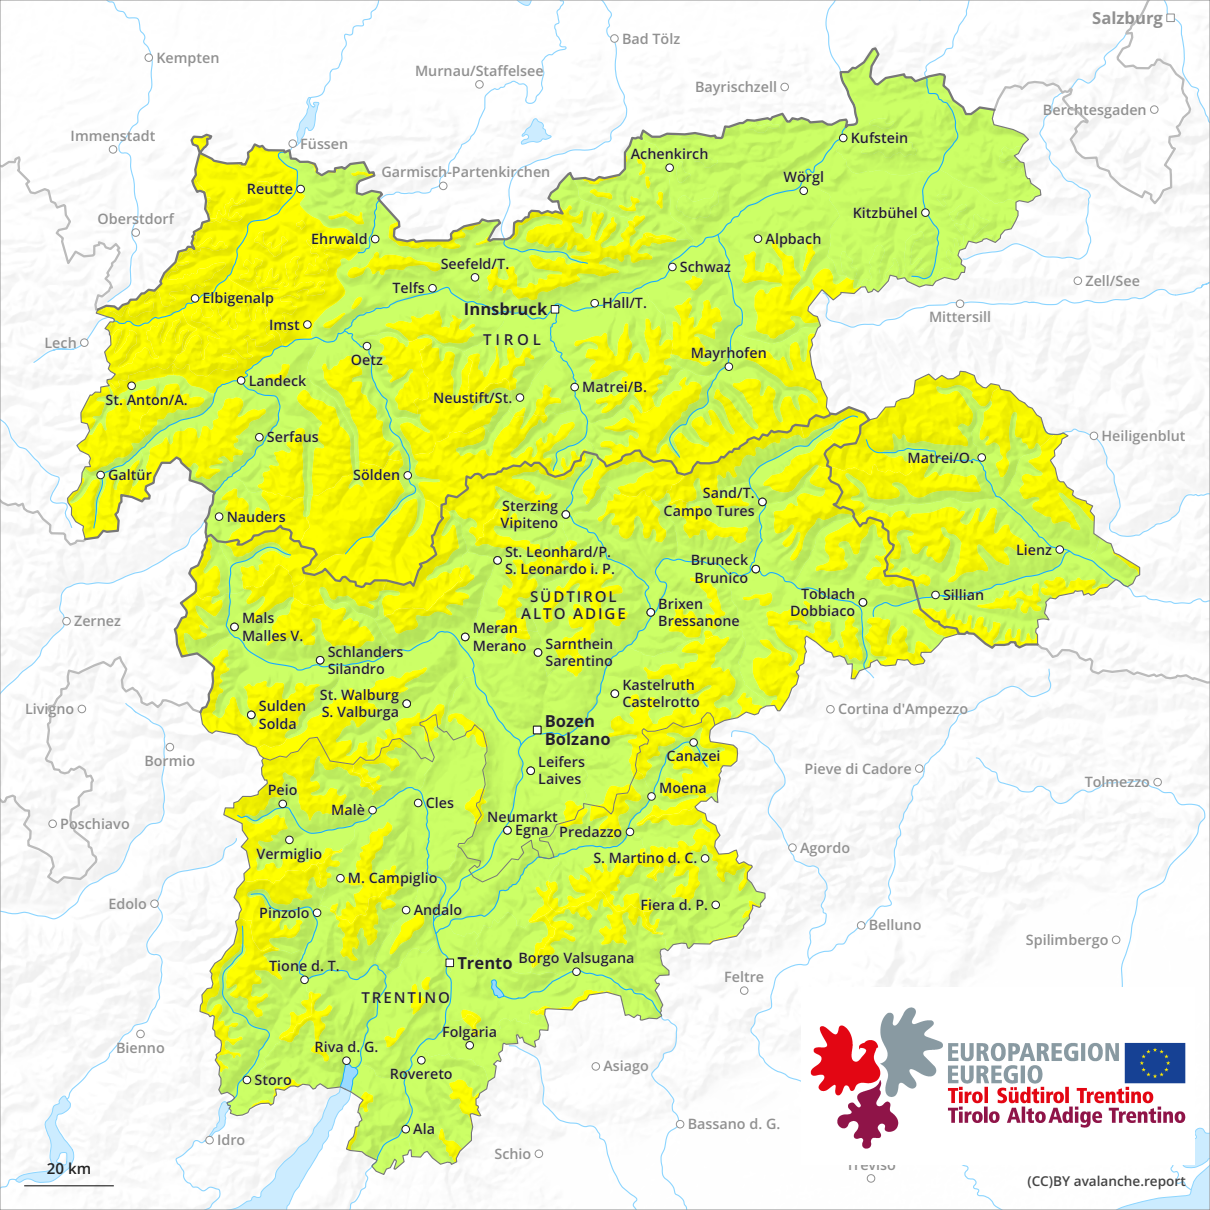 Salzburg
Bad Tölz
Kempten
Murnau/Staffelsee
Bayrischzell
Berchtesgaden
Immenstadt
Füssen
Kufstein
Achenkirch
Garmisch-Partenkirchen
Wörgl
Reutte
Kitzbühel
Oberstdorf
Ehrwald
Alpbach
Seefeld/T.
Schwaz
Zell/See
Telfs
Elbigenalp
Hall/T.
Innsbruck
Mittersill
Imst
TIROL
Lech
Oetz
Mayrhofen
Landeck
Matrei/B.
St. Anton/A.
Neustift/St.
Serfaus
Heiligenblut
Matrei/O.
Galtür
Sölden
Sand/T.
Campo Tures
Sterzing
Vipiteno
Nauders
Lienz
St. Leonhard/P.
S. Leonardo i. P.
Bruneck
Brunico
SÜDTIROL
ALTO ADIGE
Toblach
Dobbiaco
Sillian
Brixen
Bressanone
Zernez
Mals
Malles V.
Meran
Merano
Sarnthein
Sarentino
Schlanders
Silandro
Kastelruth
Castelrotto
St. Walburg
S. Valburga
Sulden
Solda
Livigno
Cortina d'Ampezzo
Bozen
Bolzano
Bormio
Canazei
Leifers
Laives
Pieve di Cadore
Tolmezzo
Peio
Moena
Malè
Cles
Neumarkt
Egna
Predazzo
Poschiavo
Vermiglio
Agordo
S. Martino d. C.
M. Campiglio
Edolo
Pinzolo
Andalo
Fiera d. P.
Belluno
Spilimbergo
Trento
Borgo Valsugana
Tione d. T.
Feltre
TRENTINO
Folgaria
Bienno
Riva d. G.
Rovereto
Asiago
Storo
EUROPAREGION
EUREGIO
Tirol Südtirol Trentino
Tirolo Alto Adige Trentino
Bassano d. G.
Ala
Idro
Schio
Treviso
20 km
(CC)BY avalanche.report